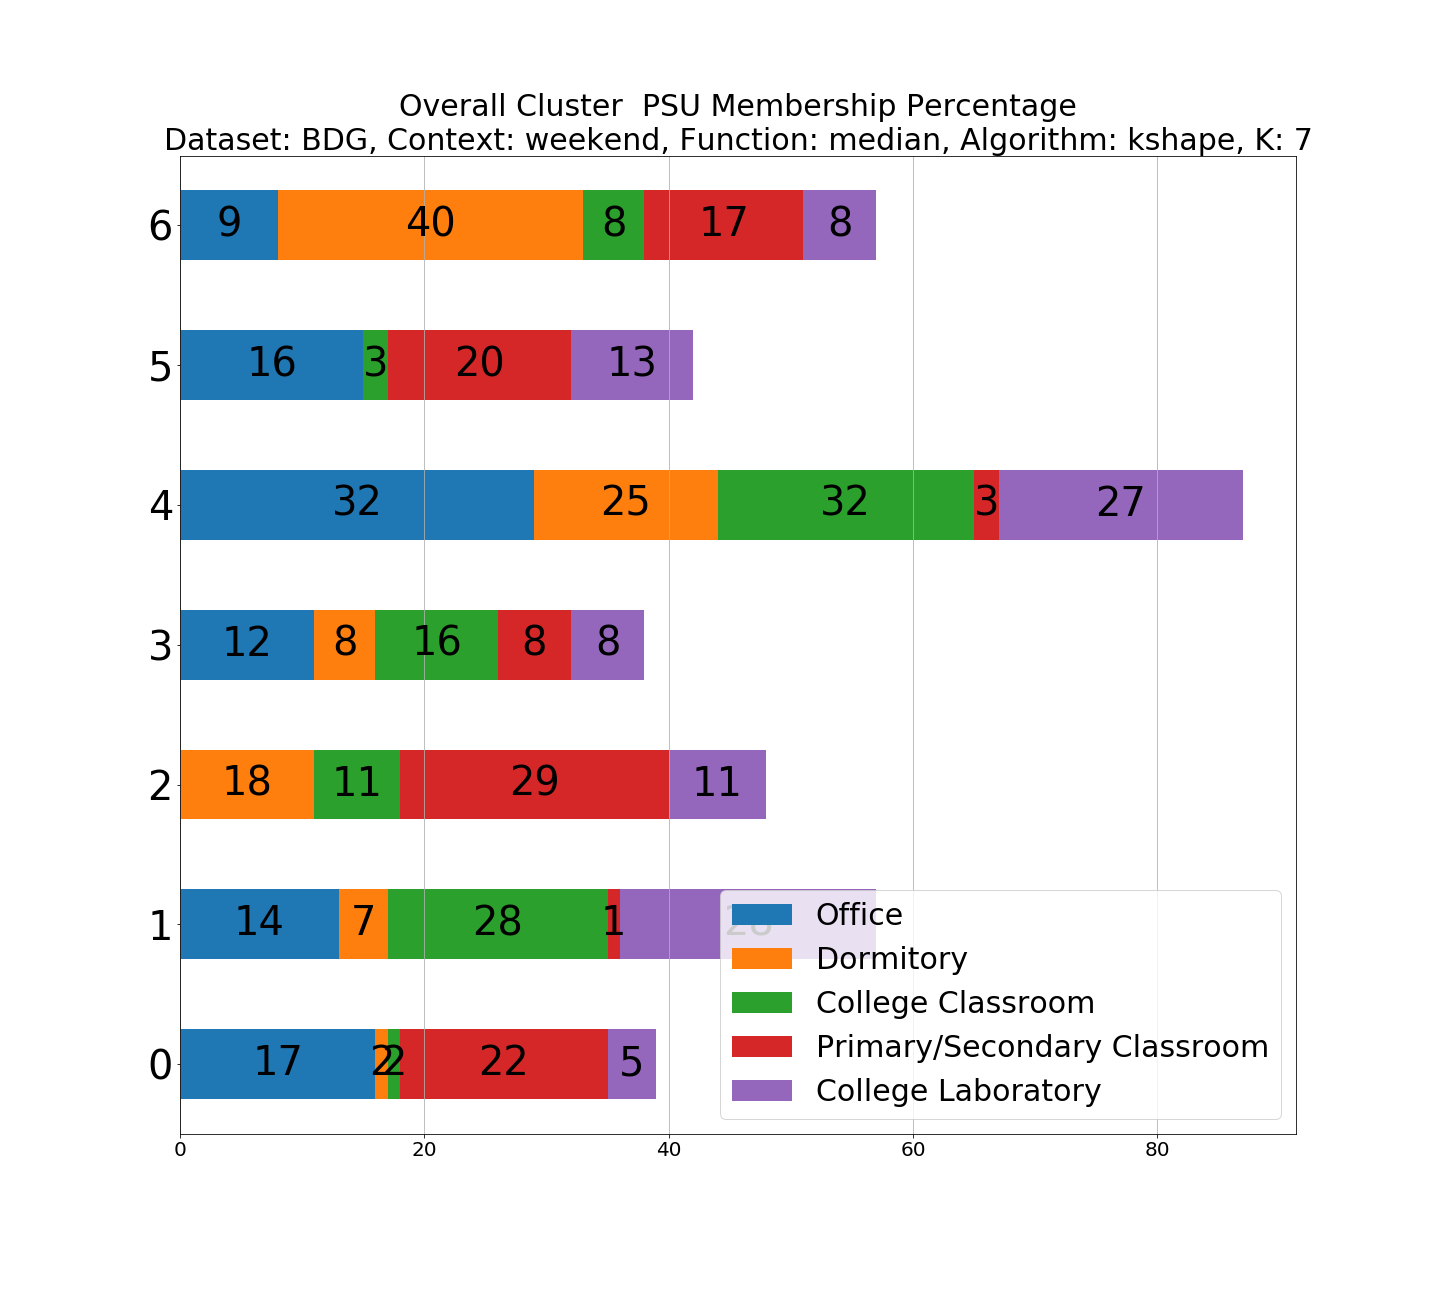 Overall Cluster  PSU Membership Percentage
Dataset: BDG, Context: weekend, Function: median, Algorithm: kshape, K: 7
6 9 40 8 17 8
5 16 3 20 13
4 32 25 32 3 27
3 12 8 16 8 8
2 18 11 29 11
1 14 7 28 1 28
Office
Dormitory
College Classroom
Primary/Secondary Classroom
College Laboratory
0 17 2 2 22 5
0 20 40 60 80